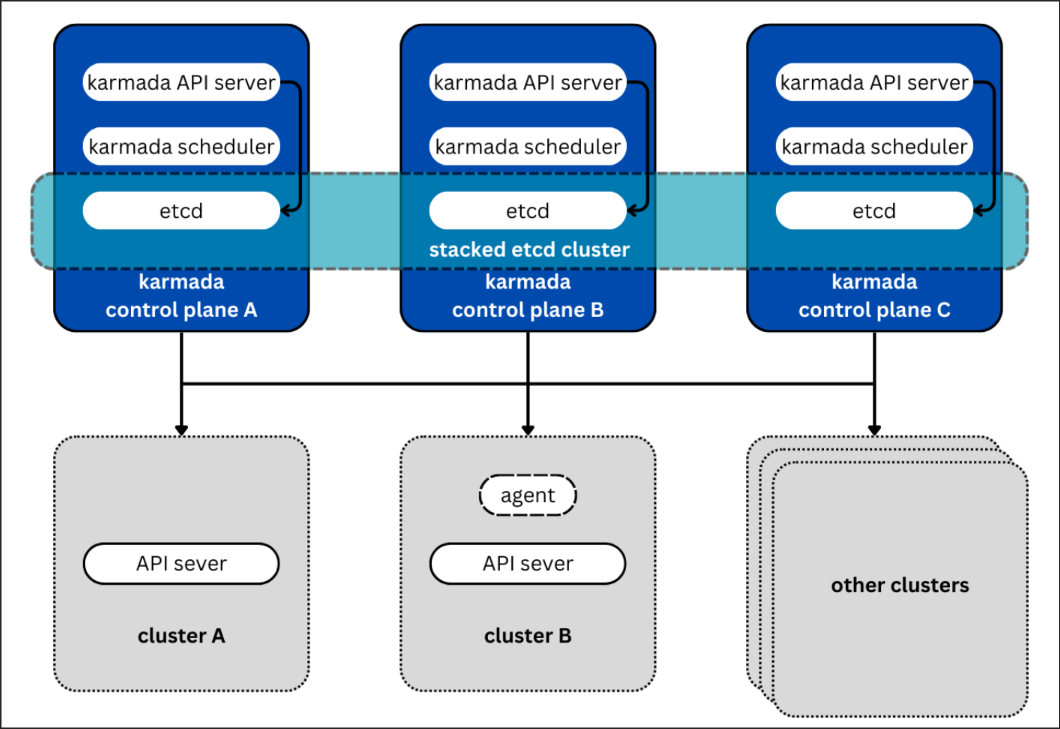 karmada API server
karmada API server
karmada API server
karmada scheduler
karmada scheduler
karmada scheduler
etcd
etcd
etcd
stacked etcd cluster
karmada
control plane A
karmada
control plane B
karmada
control plane C
agent
API sever
API sever
other clusters
cluster A
cluster B